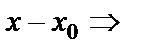 x − x₀ ⇒